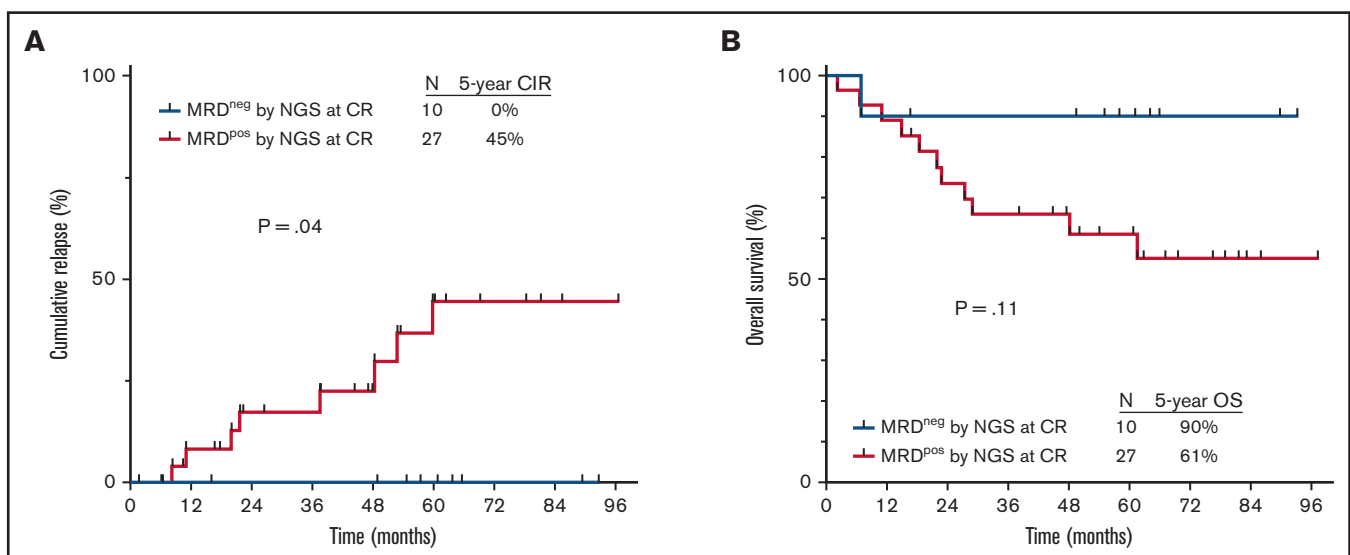 A
Cumulative relapse (%)
100
50
0
N 5-year CIR
MRDneg by NGS at CR 10 0%
MRDpos by NGS at CR 27 45%
P = .04
0 12 24 36 48 60 72 84 96
Time (months)
B
Overall survival (%)
100
50
0
P = .11
N 5-year OS
MRDneg by NGS at CR 10 90%
MRDpos by NGS at CR 27 61%
0 12 24 36 48 60 72 84 96
Time (months)